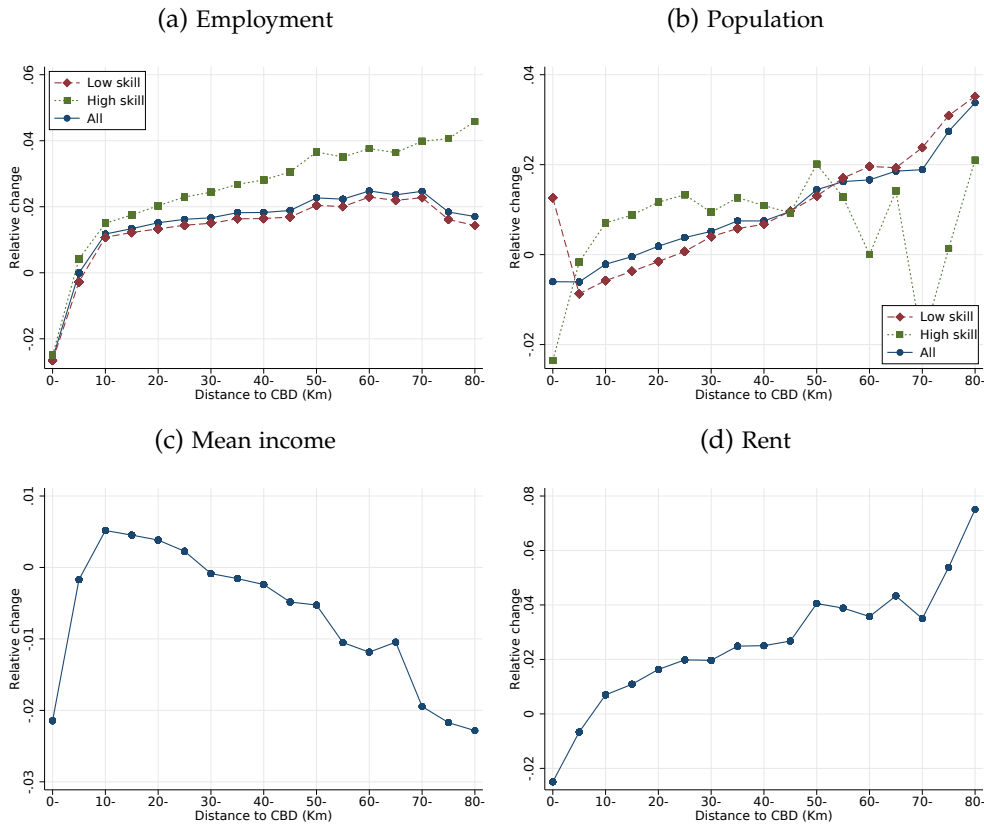 (a) Employment
Relative change
-.02 0 .02 .04 .06
Low skill
High skill
All
0- 10- 20- 30- 40- 50- 60- 70- 80-
Distance to CBD (Km)
(b) Population
Relative change
-.02 0 .02 .04
Low skill
High skill
All
0- 10- 20- 30- 40- 50- 60- 70- 80-
Distance to CBD (Km)
(c) Mean income
Relative change
-.03 -.02 -.01 0 .01
0- 10- 20- 30- 40- 50- 60- 70- 80-
Distance to CBD (Km)
(d) Rent
Relative change
-.02 0 .02 .04 .06 .08
0- 10- 20- 30- 40- 50- 60- 70- 80-
Distance to CBD (Km)